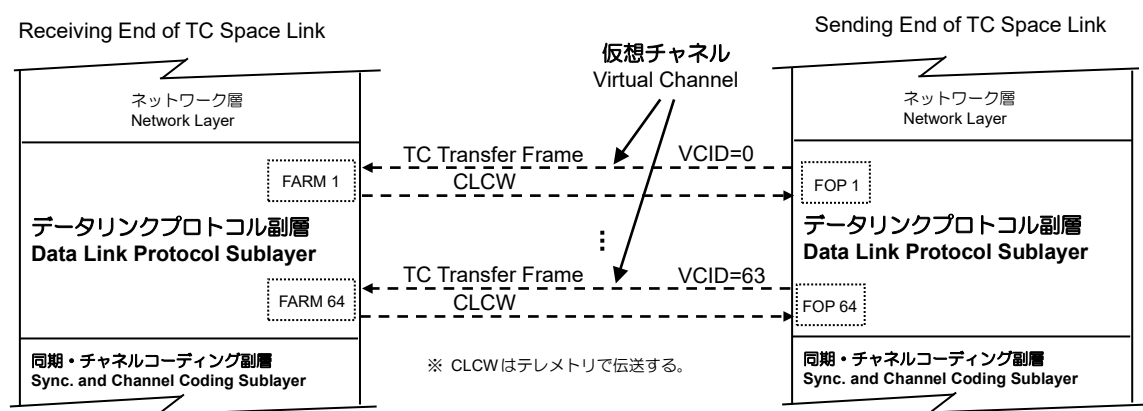 Receiving End of TC Space Link
Sending End of TC Space Link
仮想チャネル
Virtual Channel
ネットワーク層
Network Layer
ネットワーク層
Network Layer
TC Transfer Frame
VCID=0
FARM 1
CLCW
FOP 1
データリンクプロトコル副層
Data Link Protocol Sublayer
データリンクプロトコル副層
Data Link Protocol Sublayer
⋮
TC Transfer Frame
VCID=63
FARM 64
CLCW
FOP 64
同期・チャネルコーディング副層
Sync. and Channel Coding Sublayer
※ CLCWはテレメトリで伝送する。
同期・チャネルコーディング副層
Sync. and Channel Coding Sublayer